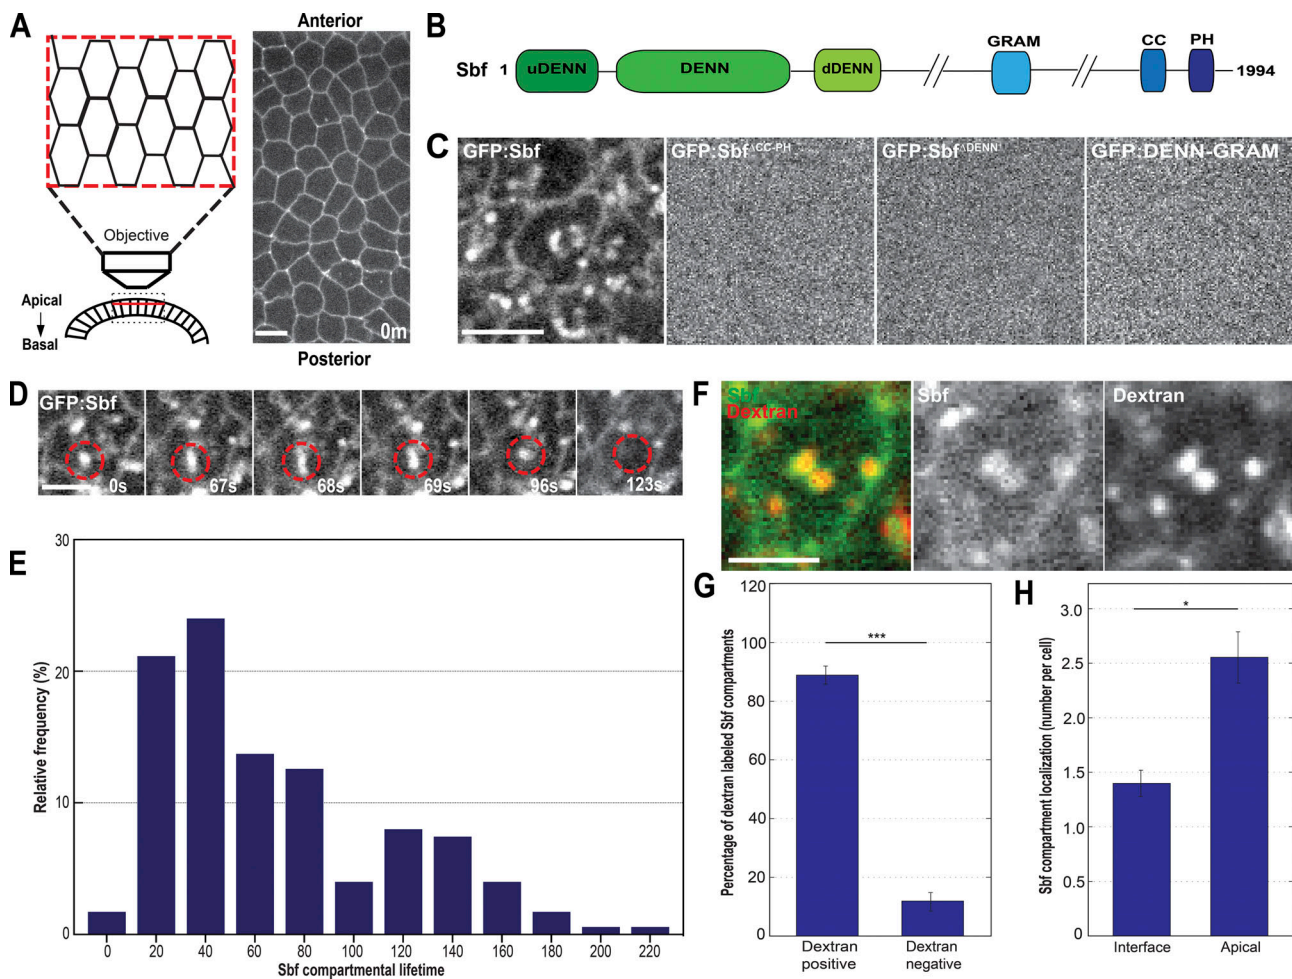 A
Anterior
Objective
Apical
Basal
0m
Posterior
B
Sbf 1 uDENN DENN dDENN GRAM CC PH 1994
C
GFP:Sbf GFP:Sbf^ΔCC-PH GFP:Sbf^ΔDENN GFP:DENN-GRAM
D
GFP:Sbf
0s 67s 68s 69s 96s 123s
E
Relative frequency (%)
30
20
10
0
0 20 40 60 80 100 120 140 160 180 200 220
Sbf compartmental lifetime
F
Sbf
Dextran
Sbf
Dextran
G
Percentage of dextran labeled Sbf compartments
120
100
80
60
40
20
0
***
Dextran positive
Dextran negative
H
Sbf compartment localization (number per cell)
3.0
2.5
2.0
1.5
1.0
0.5
0
*
Interface Apical